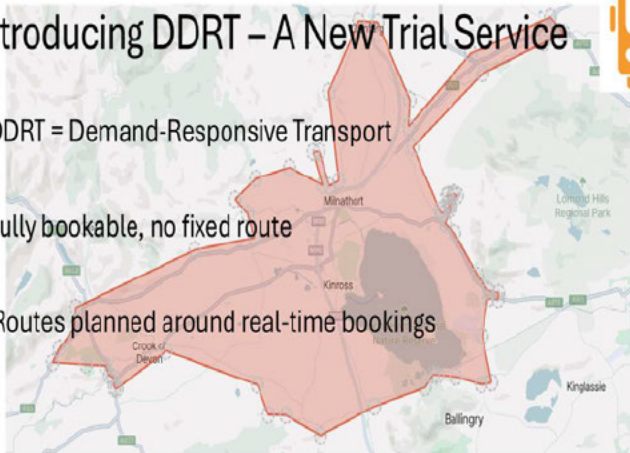 troducing DDRT – A New Trial Service
DDRT = Demand-Responsive Transport
ully bookable, no fixed route
Routes planned around real-time bookings
Milnathort
Lomond Hills
Regional Park
Kinross
Crook of
Devon
Kinglassie
Ballingry